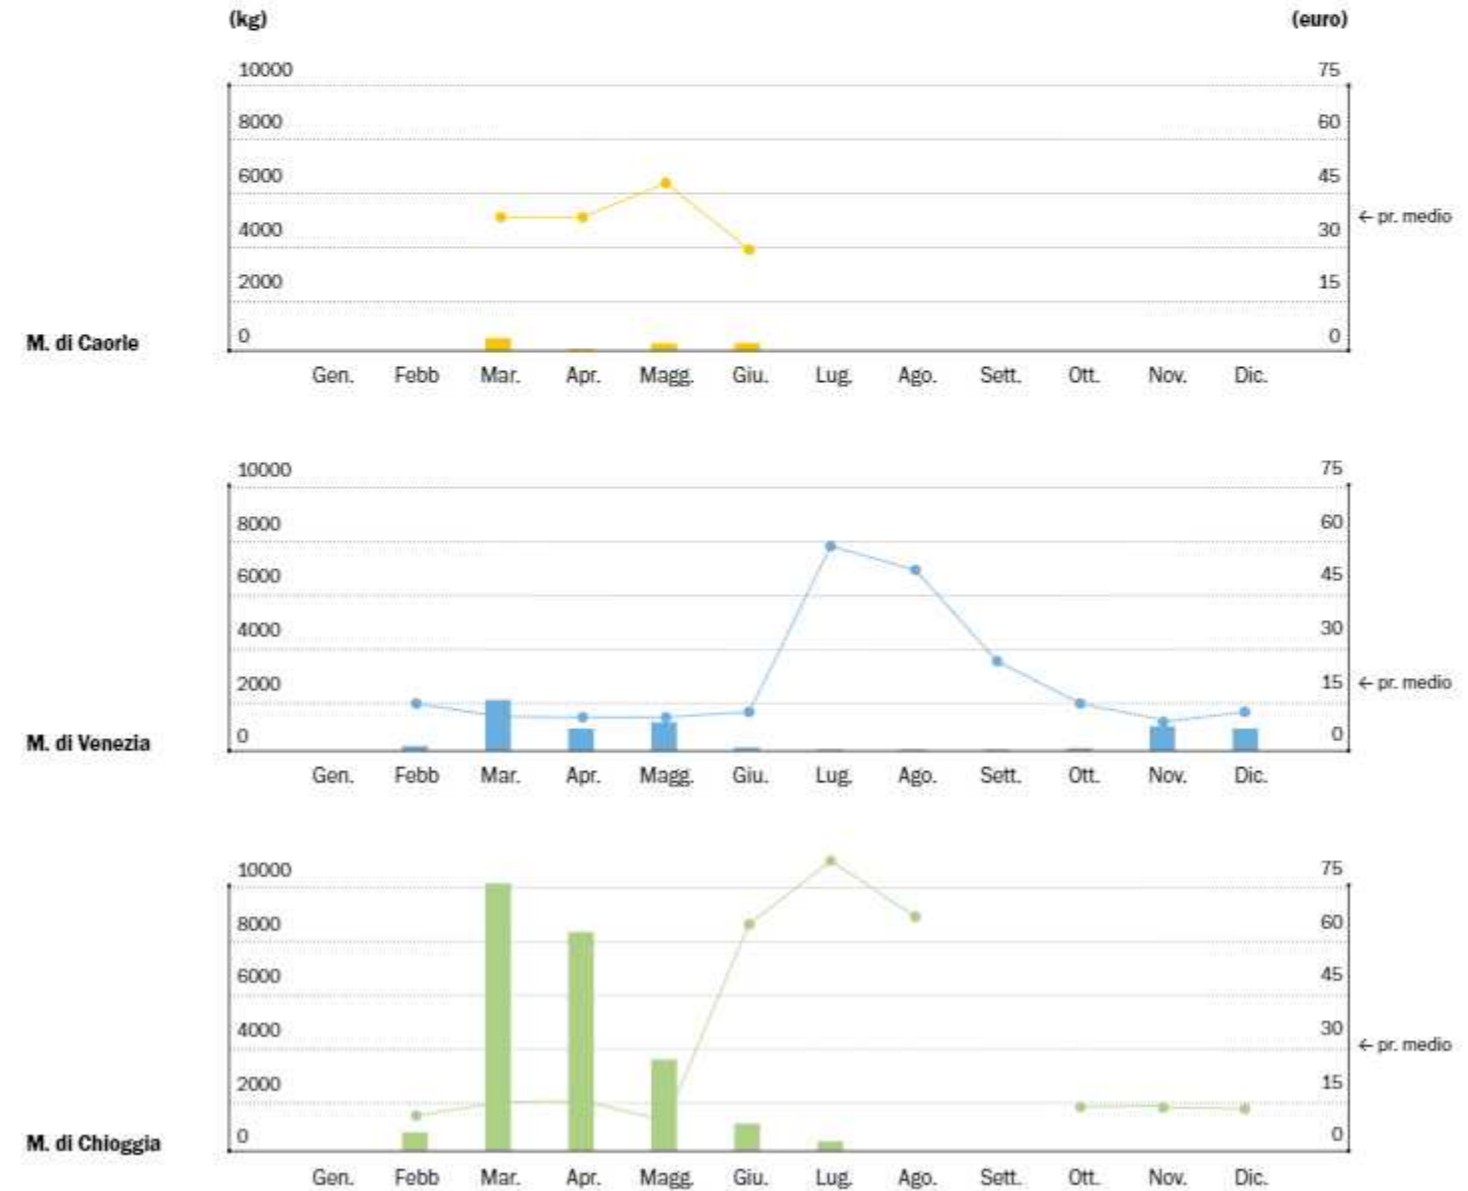 (kg) (euro)
10000 75
8000 60
6000 45
← pr. medio
4000 30
2000 15
0 0
M. di Caorle
Gen. Febb Mar. Apr. Magg. Giu. Lug. Ago. Sett. Ott. Nov. Dic.
10000 75
8000 60
6000 45
4000 30
2000 15 ← pr. medio
0 0
M. di Venezia
Gen. Febb Mar. Apr. Magg. Giu. Lug. Ago. Sett. Ott. Nov. Dic.
10000 75
8000 60
6000 45
4000 30
← pr. medio
2000 15
0 0
M. di Chioggia
Gen. Febb Mar. Apr. Magg. Giu. Lug. Ago. Sett. Ott. Nov. Dic.